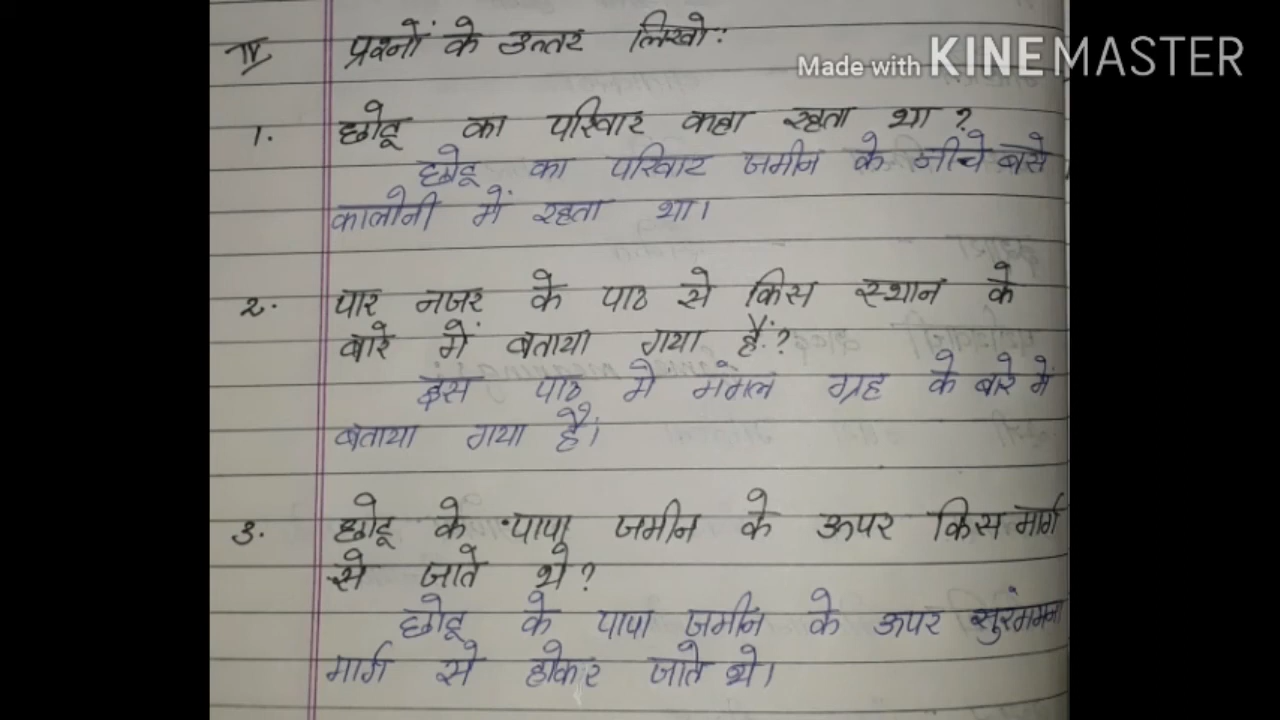 IV प्रश्नों के उत्तर लिखो:
Made with KINEMASTER
1. छोटू का परिवार कहा रहता था?
छोटू का परिवार जमीन के नीचे बसे
कालोनी में रहता था।
2. पार नजर के पाठ से किस स्थान के
बारे में बताया गया हैं?
इस पाठ मे मंगल ग्रह के बारे में
बताया गया है।
3. छोटू के पापा जमीन के ऊपर किस मार्ग
से जाते थे?
छोटू के पापा जमीन के ऊपर सुरंगमना
मार्ग से होकर जाते थे।